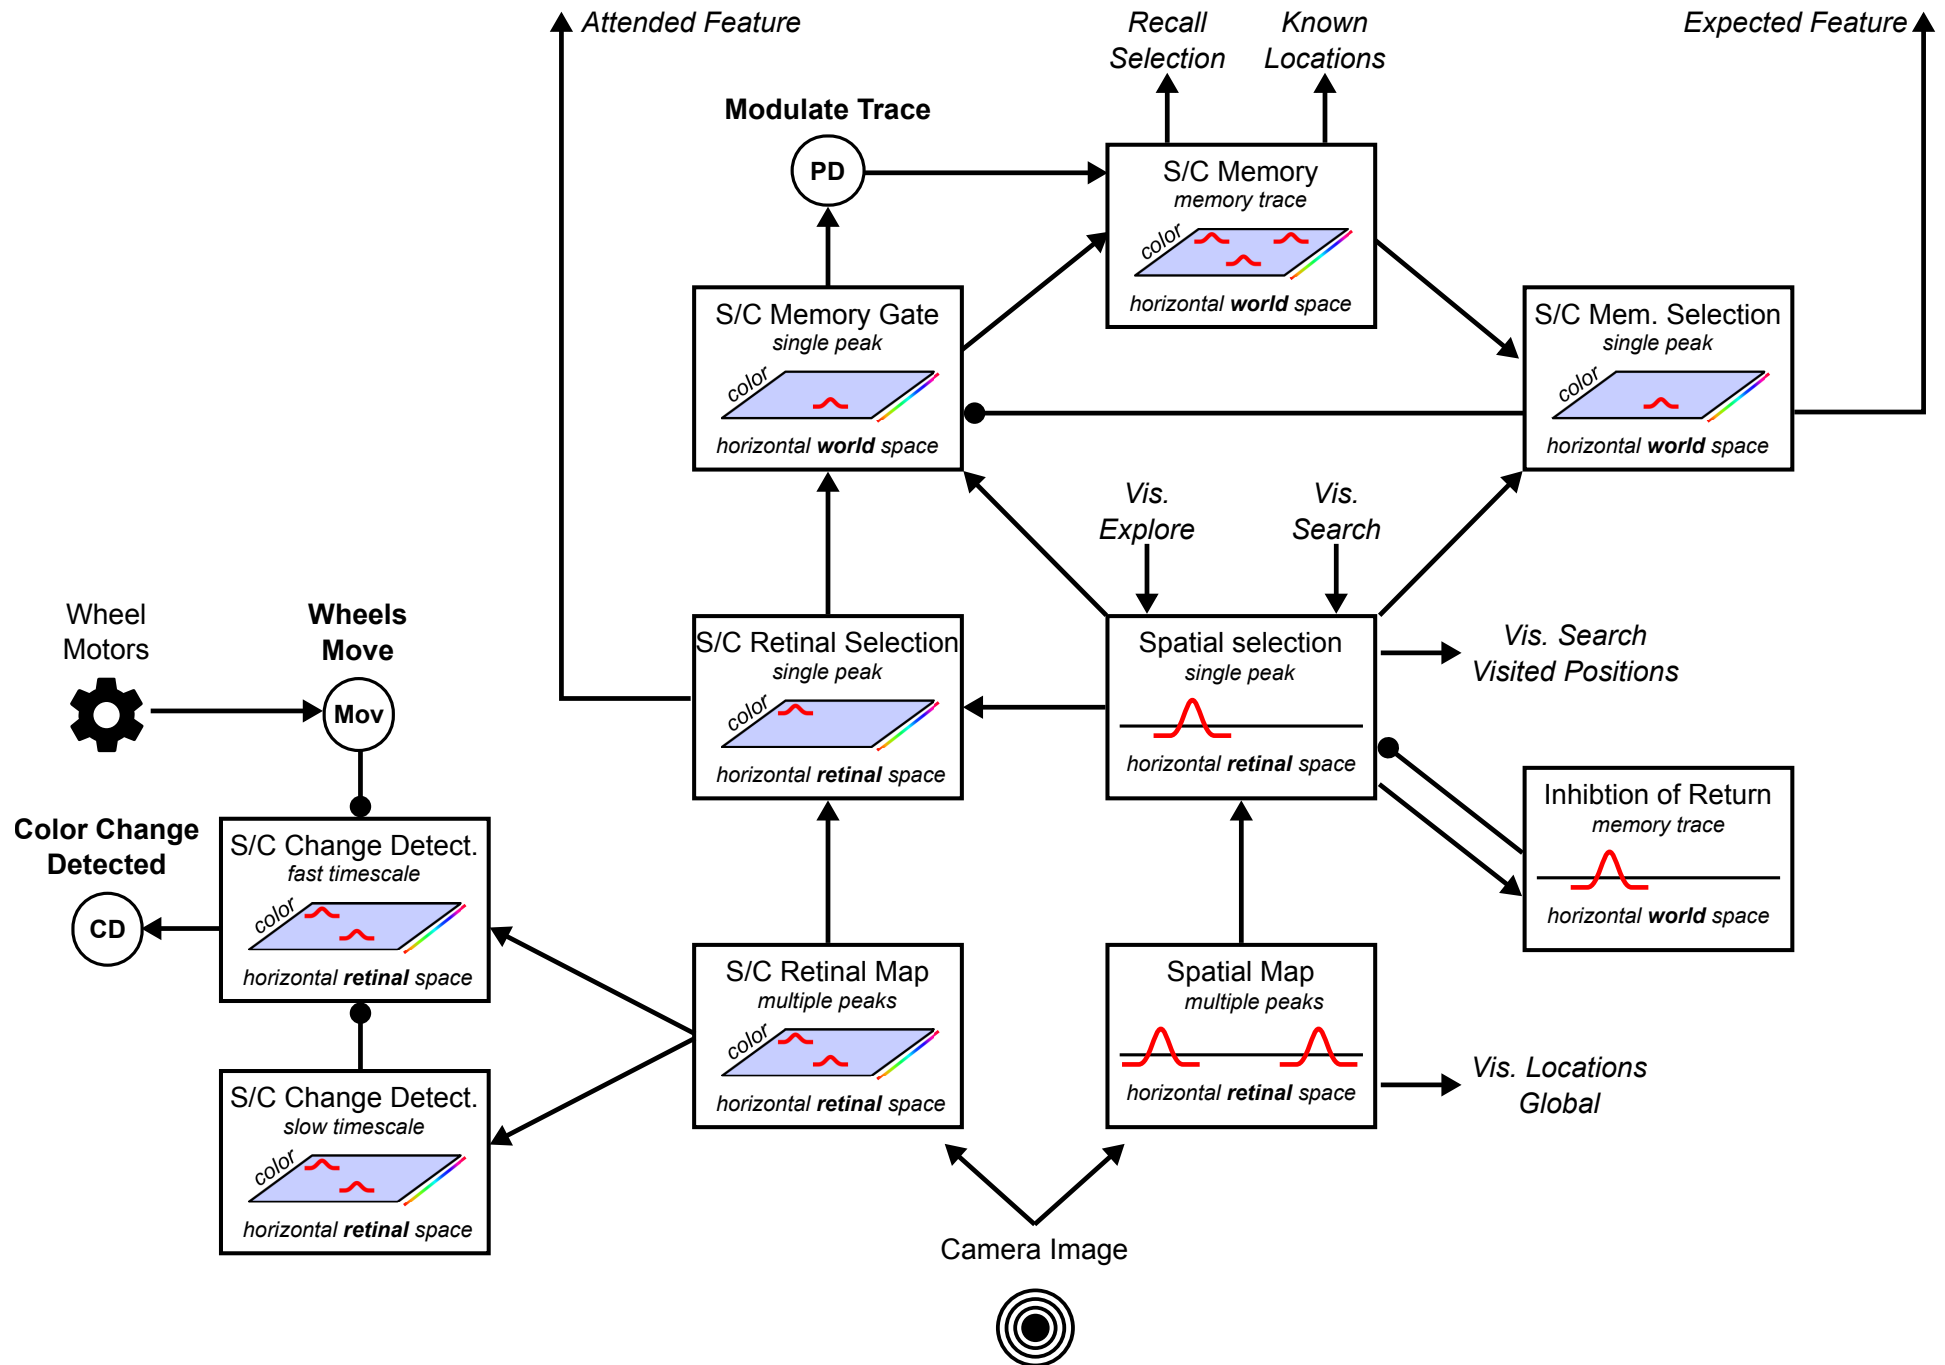 Attended Feature
Recall
Selection
Known
Locations
Expected Feature
Modulate Trace
PD
S/C Memory
memory trace
color
horizontal world space
S/C Memory Gate
single peak
color
horizontal world space
S/C Mem. Selection
single peak
color
horizontal world space
Vis.
Explore
Vis.
Search
Wheel
Motors
Wheels
Move
Mov
S/C Retinal Selection
single peak
color
horizontal retinal space
Spatial selection
single peak
horizontal retinal space
Vis. Search
Visited Positions
Inhibtion of Return
memory trace
horizontal world space
Color Change
Detected
CD
S/C Change Detect.
fast timescale
color
horizontal retinal space
S/C Retinal Map
multiple peaks
color
horizontal retinal space
Spatial Map
multiple peaks
horizontal retinal space
Vis. Locations
Global
S/C Change Detect.
slow timescale
color
horizontal retinal space
Camera Image